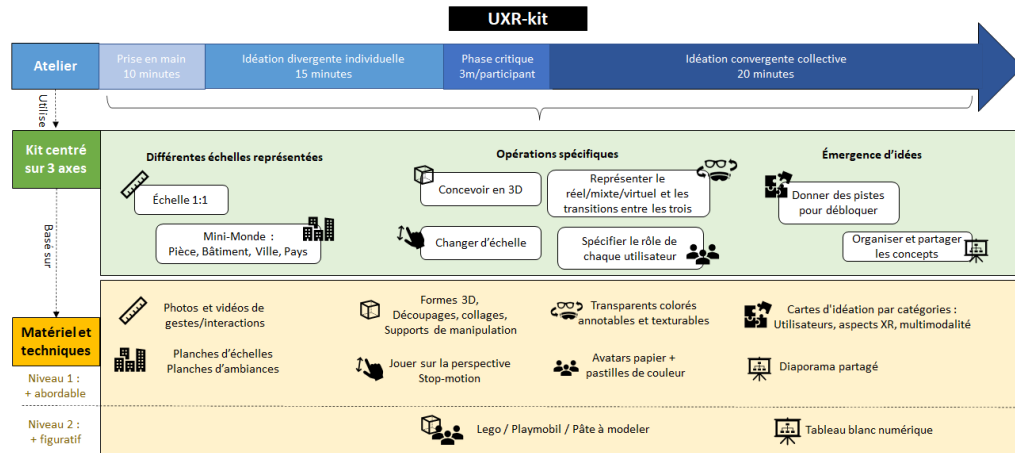 UXR-kit
Atelier
Prise en main
10 minutes
Idéation divergente individuelle
15 minutes
Phase critique
3m/participant
Idéation convergente collective
20 minutes
Utilise
Kit centré
sur 3 axes
Différentes échelles représentées
Échelle 1:1
Mini-Monde :
Pièce, Bâtiment, Ville, Pays
Opérations spécifiques
Concevoir en 3D
Représenter le
réel/mixte/virtuel et les
transitions entre les trois
Changer d'échelle
Spécifier le rôle de
chaque utilisateur
Émergence d'idées
Donner des pistes
pour débloquer
Organiser et partager
les concepts
Basé sur
Matériel et
techniques
Niveau 1 :
+ abordable
Photos et vidéos de
gestes/interactions
Planches d'échelles
Planches d'ambiances
Formes 3D,
Découpages, collages,
Supports de manipulation
Jouer sur la perspective
Stop-motion
Transparents colorés
annotables et texturables
Avatars papier +
pastilles de couleur
Cartes d'idéation par catégories :
Utilisateurs, aspects XR, multimodalité
Diaporama partagé
Niveau 2 :
+ figuratif
Lego / Playmobil / Pâte à modeler
Tableau blanc numérique